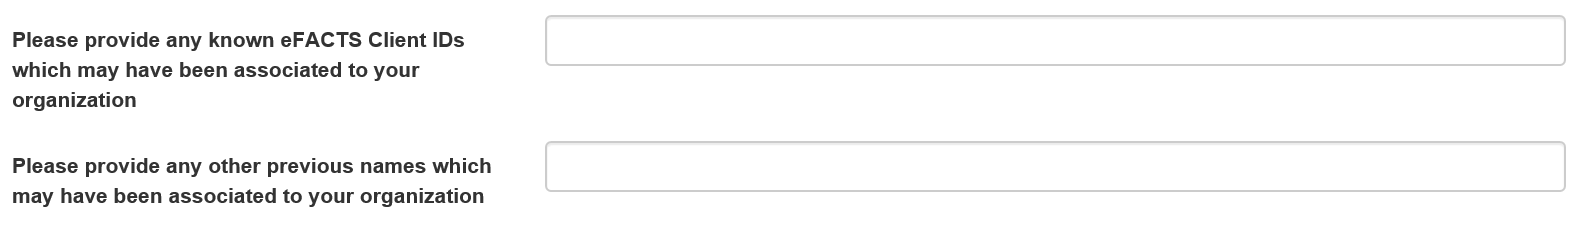 Please provide any known eFACTS Client IDs
which may have been associated to your
organization
Please provide any other previous names which
may have been associated to your organization